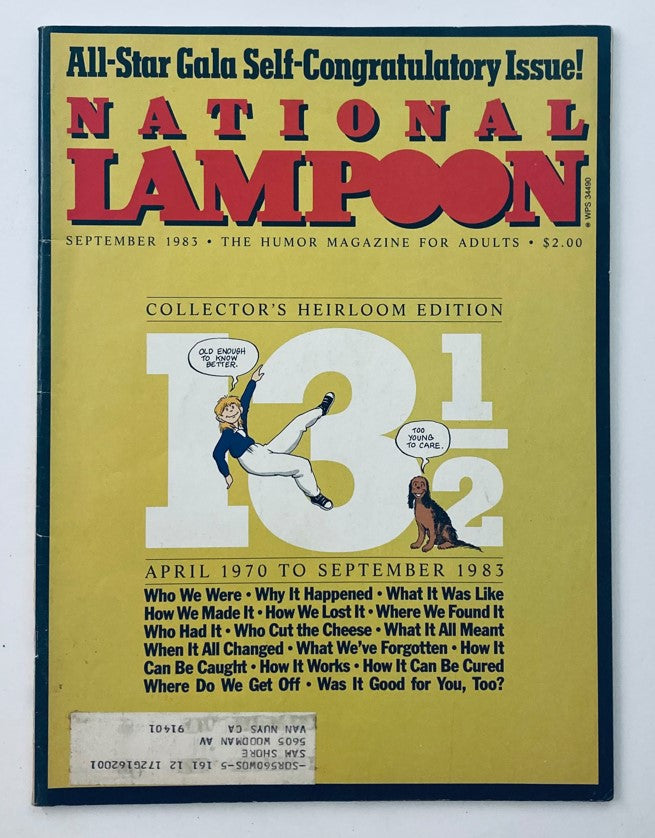 All-Star Gala Self-Congratulatory Issue!
NATIONAL
LAMPOON
® WPS 34490
SEPTEMBER 1983 • THE HUMOR MAGAZINE FOR ADULTS • $2.00
COLLECTOR'S HEIRLOOM EDITION
13 1/2
OLD ENOUGH
TO KNOW
BETTER.
TOO
YOUNG
TO CARE.
APRIL 1970 TO SEPTEMBER 1983
Who We Were • Why It Happened • What It Was Like
How We Made It • How We Lost It • Where We Found It
Who Had It • Who Cut the Cheese • What It All Meant
When It All Changed • What We've Forgotten • How It
Can Be Caught • How It Works • How It Can Be Cured
Where Do We Get Off • Was It Good for You, Too?
-SOR5605WOS-5 161 12 172G162001
SAM SHORE
5605 WOODMAN AV
VAN NUYS CA 91401